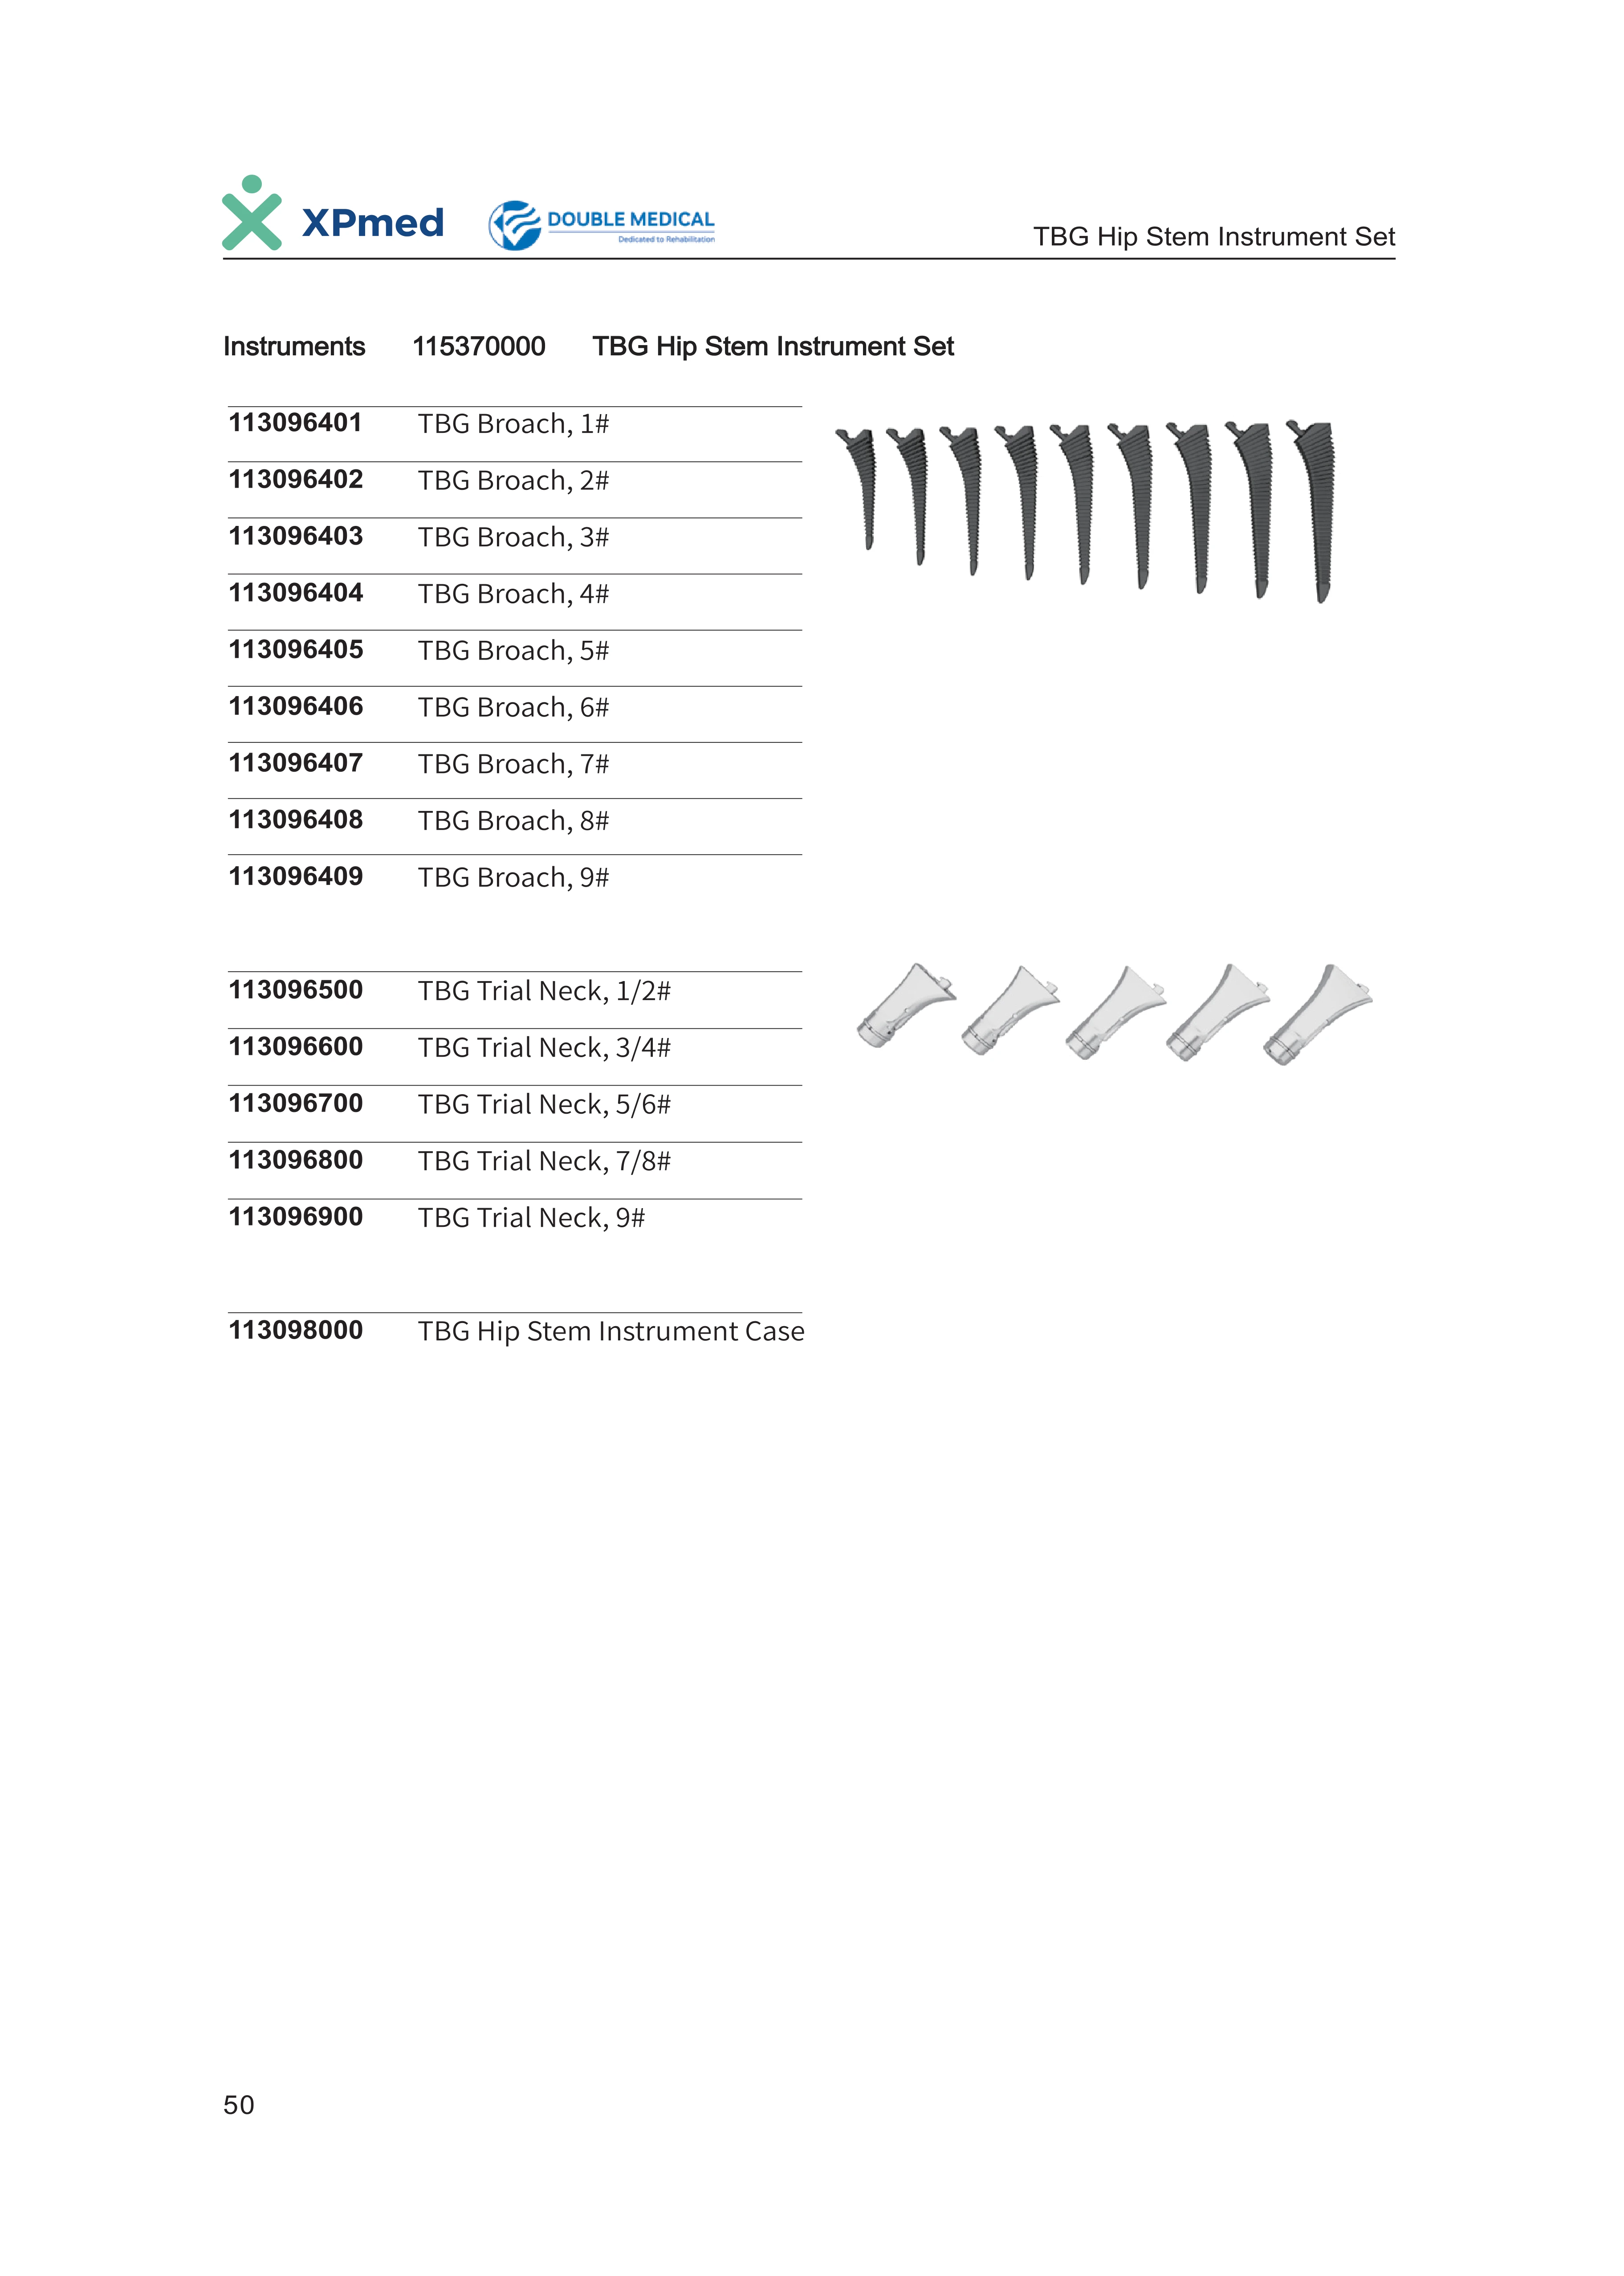 XPmed
DOUBLE MEDICAL
Dedicated to Rehabilitation
TBG Hip Stem Instrument Set
Instruments 115370000 TBG Hip Stem Instrument Set
113096401 TBG Broach, 1#
113096402 TBG Broach, 2#
113096403 TBG Broach, 3#
113096404 TBG Broach, 4#
113096405 TBG Broach, 5#
113096406 TBG Broach, 6#
113096407 TBG Broach, 7#
113096408 TBG Broach, 8#
113096409 TBG Broach, 9#
113096500 TBG Trial Neck, 1/2#
113096600 TBG Trial Neck, 3/4#
113096700 TBG Trial Neck, 5/6#
113096800 TBG Trial Neck, 7/8#
113096900 TBG Trial Neck, 9#
113098000 TBG Hip Stem Instrument Case
50